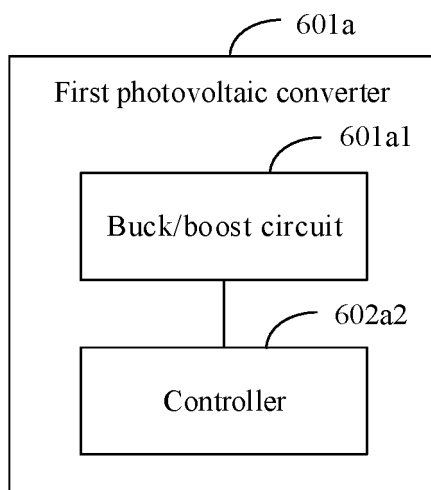 601a
First photovoltaic converter
601a1
Buck/boost circuit
602a2
Controller